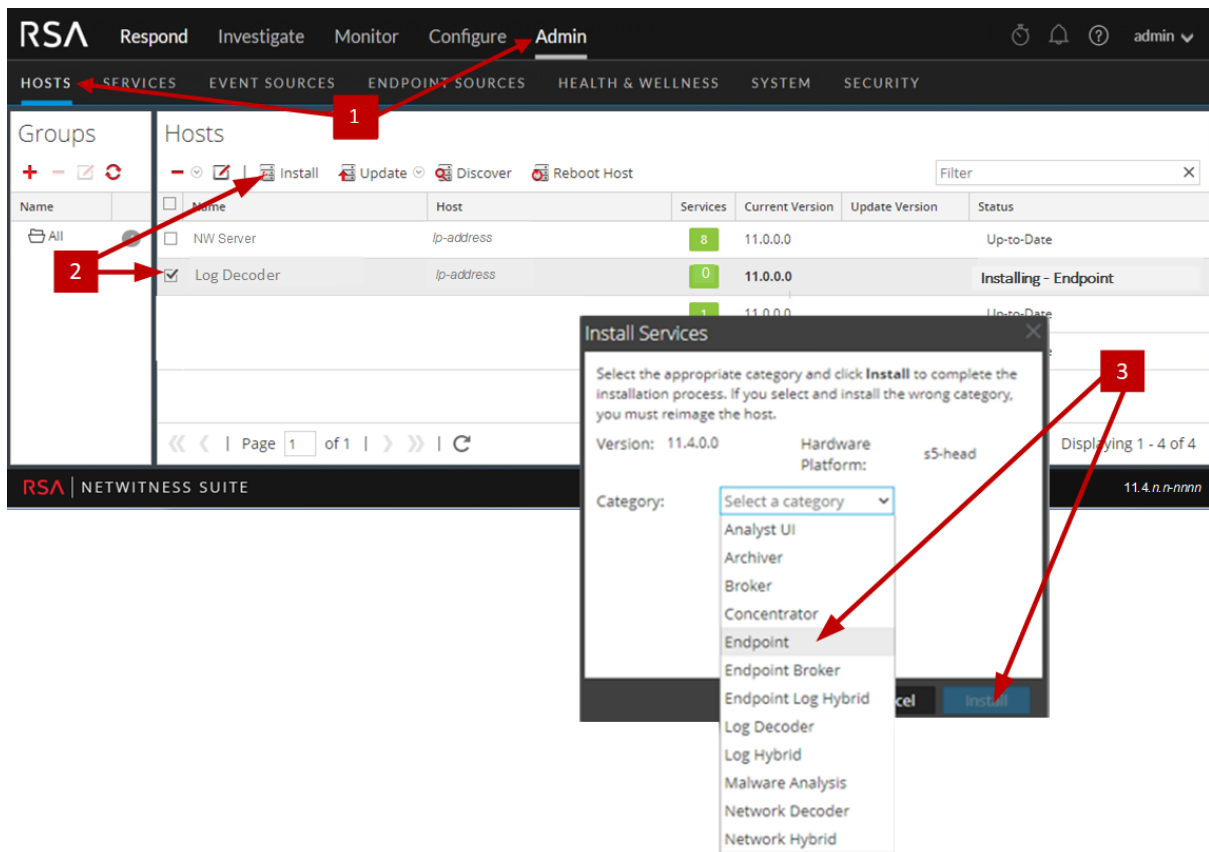 RSA Respond Investigate Monitor Configure Admin admin
HOSTS SERVICES EVENT SOURCES ENDPOINT SOURCES HEALTH & WELLNESS SYSTEM SECURITY
1
Groups
Hosts
Install Update Discover Reboot Host
Filter
Name
Name Host Services Current Version Update Version Status
All
NW Server Ip-address 8 11.0.0.0 Up-to-Date
2
Log Decoder Ip-address 0 11.0.0.0 Installing - Endpoint
1 11.0.0.0 Up-to-Date
Install Services
3
Select the appropriate category and click Install to complete the
installation process. If you select and install the wrong category,
you must reimage the host.
Page 1 of 1
Displaying 1 - 4 of 4
Version: 11.4.0.0
Hardware
Platform:
s5-head
RSA NETWITNESS SUITE
11.4.n.n-nnnn
Category:
Select a category
Analyst UI
Archiver
Broker
Concentrator
Endpoint
Endpoint Broker
Endpoint Log Hybrid
Log Decoder
Log Hybrid
Malware Analysis
Network Decoder
Network Hybrid
cel
Install